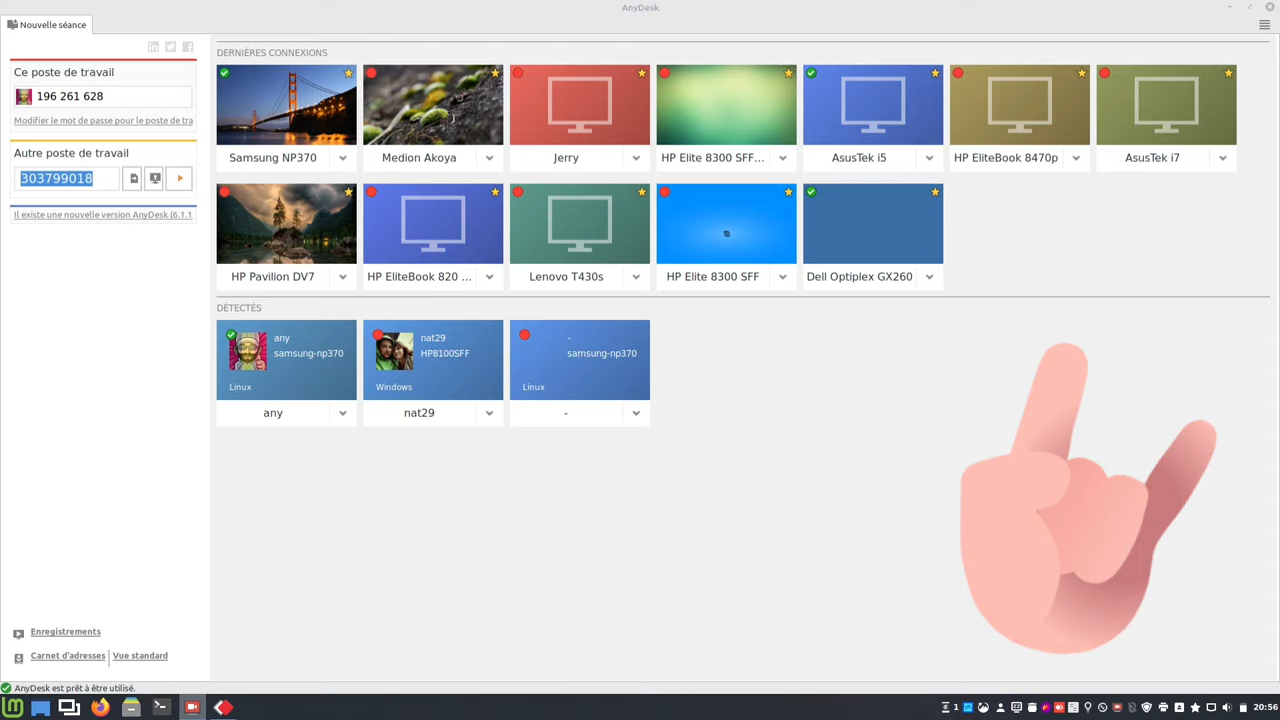 AnyDesk
Nouvelle séance
Ce poste de travail
196 261 628
Modifier le mot de passe pour le poste de tra
Autre poste de travail
303799018
Il existe une nouvelle version AnyDesk (6.1.1
Enregistrements
Carnet d'adresses
Vue standard
AnyDesk est prêt à être utilisé.
DERNIÈRES CONNEXIONS
Samsung NP370
Medion Akoya
Jerry
HP Elite 8300 SFF...
AsusTek i5
HP EliteBook 8470p
AsusTek i7
HP Pavilion DV7
HP EliteBook 820 ...
Lenovo T430s
HP Elite 8300 SFF
Dell Optiplex GX260
DÉTECTÉS
any
samsung-np370
Linux
any
nat29
HP8100SFF
Windows
nat29
-
samsung-np370
Linux
-
1
20:56